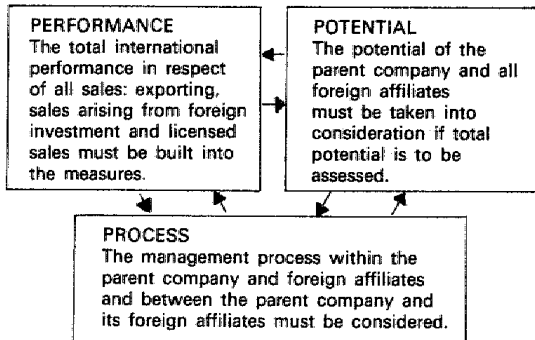 PERFORMANCE
The total international
performance in respect
of all sales: exporting,
sales arising from foreign
investment and licensed
sales must be built into
the measures.
POTENTIAL
The potential of the
parent company and all
foreign affiliates
must be taken into
consideration if total
potential is to be
assessed.
PROCESS
The management process within the
parent company and foreign affiliates
and between the parent company and
its foreign affiliates must be considered.